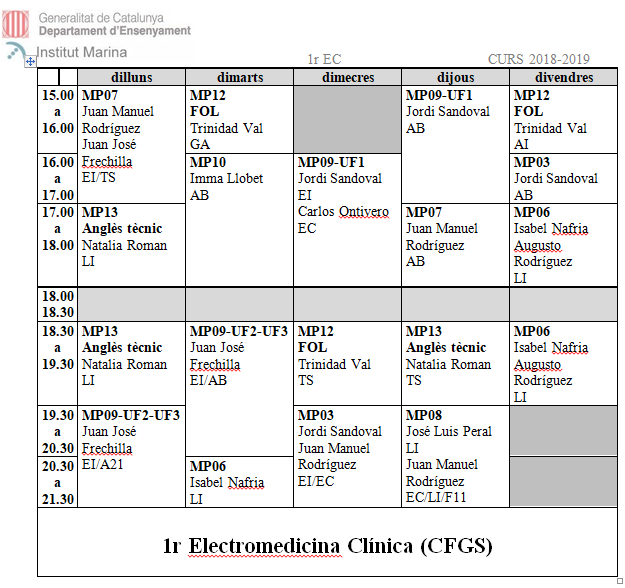 Generalitat de Catalunya
Departament d'Ensenyament
Institut Marina
1r EC
CURS 2018-2019
dilluns
dimarts
dimecres
dijous
divendres
15.00
a
16.00
MP07
Juan Manuel
Rodríguez
Juan José
Frechilla
EI/TS
MP12
FOL
Trinidad Val
GA
MP09-UF1
Jordi Sandoval
AB
MP12
FOL
Trinidad Val
AI
16.00
a
17.00
MP10
Imma Llobet
AB
MP09-UF1
Jordi Sandoval
EI
Carlos Ontivero
EC
MP03
Jordi Sandoval
AB
17.00
a
18.00
MP13
Anglès tècnic
Natalia Roman
LI
MP07
Juan Manuel
Rodríguez
AB
MP06
Isabel Nafria
Augusto
Rodríguez
LI
18.00
18.30
18.30
a
19.30
MP13
Anglès tècnic
Natalia Roman
LI
MP09-UF2-UF3
Juan José
Frechilla
EI/AB
MP12
FOL
Trinidad Val
TS
MP13
Anglès tècnic
Natalia Roman
TS
MP06
Isabel Nafria
Augusto
Rodríguez
LI
19.30
a
20.30
MP09-UF2-UF3
Juan José
Frechilla
EI/A21
MP03
Jordi Sandoval
Juan Manuel
Rodríguez
EI/EC
MP08
José Luis Peral
LI
Juan Manuel
Rodríguez
EC/LI/F11
20.30
a
21.30
MP06
Isabel Nafria
LI
1r Electromedicina Clínica (CFGS)